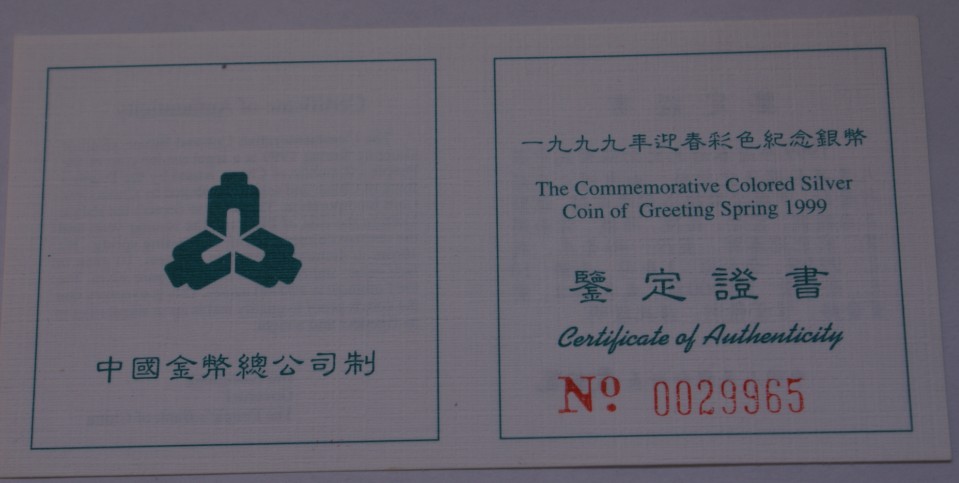 中國金幣總公司制
一九九九年迎春彩色紀念銀幣
The Commemorative Colored Silver
Coin of Greeting Spring 1999
鑒定證書
Certificate of Authenticity
Nº 0029965